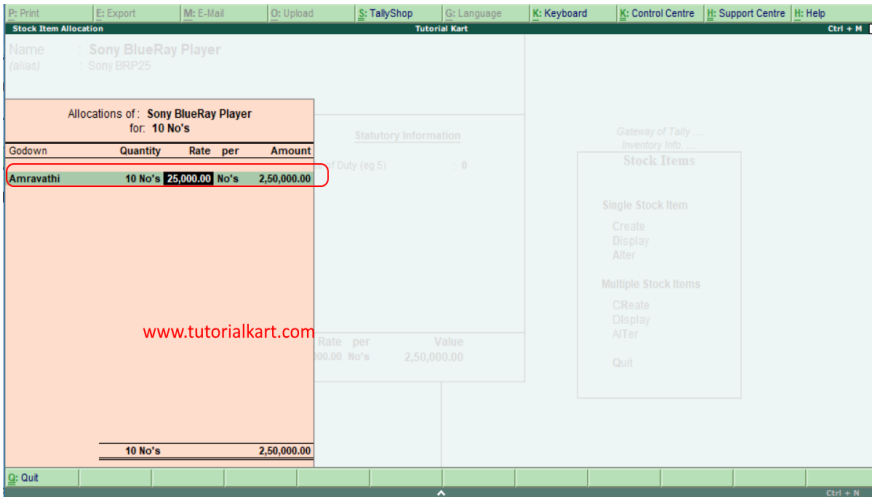 P: Print E: Export M: E-Mail O: Upload S: TallyShop G: Language K: Keyboard K: Control Centre H: Support Centre H: Help
Stock Item Allocation Tutorial Kart Ctrl + M
Name : Sony BlueRay Player
(alias) : Sony BRP25
Allocations of : Sony BlueRay Player
for: 10 No's
Godown Quantity Rate per Amount
Amravathi 10 No's 25,000.00 No's 2,50,000.00
10 No's 2,50,000.00
Statutory Information
of Duty (eg 5) : 0
Rate per Value
000.00 No's 2,50,000.00
www.tutorialkart.com
Gateway of Tally ...
Inventory Info. ...
Stock Items
Single Stock Item
Create
Display
Alter
Multiple Stock Items
CReate
DIsplay
AlTer
Quit
Q: Quit
Ctrl + N